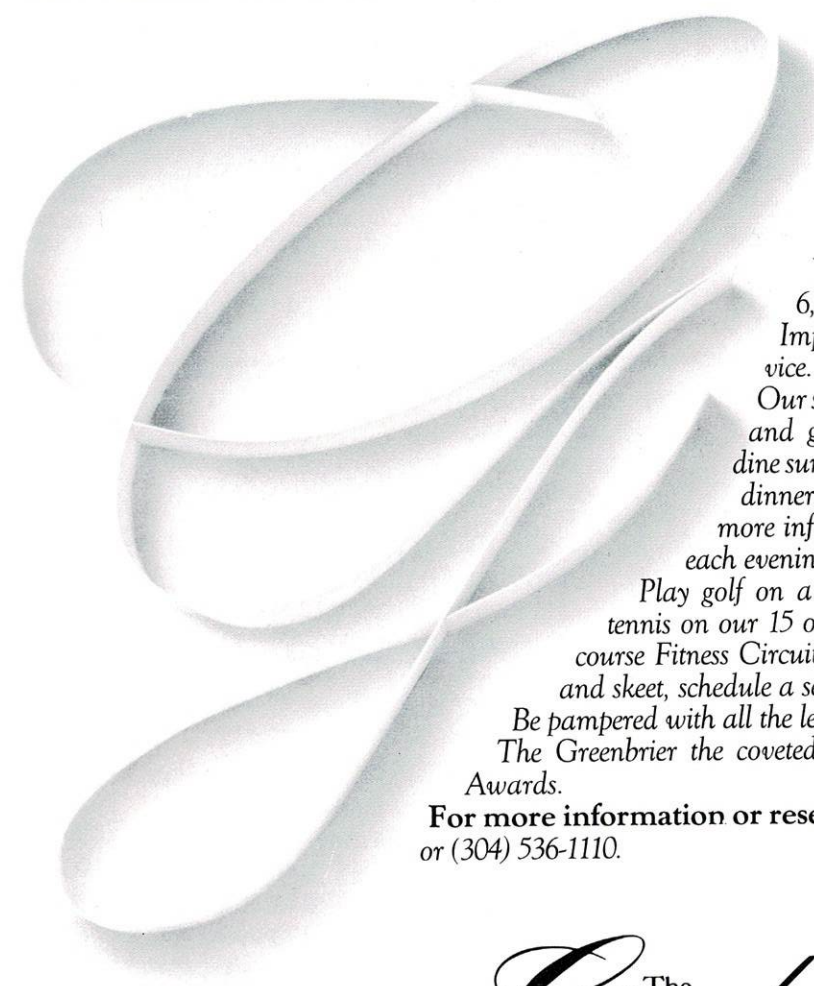 6,
Imp
vice.
Our s
and g
dine sur
dinner
more inf
each evenin
Play golf on a
tennis on our 15 o
course Fitness Circuit
and skeet, schedule a se
Be pampered with all the le
The Greenbrier the coveted
Awards.
For more information or rese
or (304) 536-1110.
The